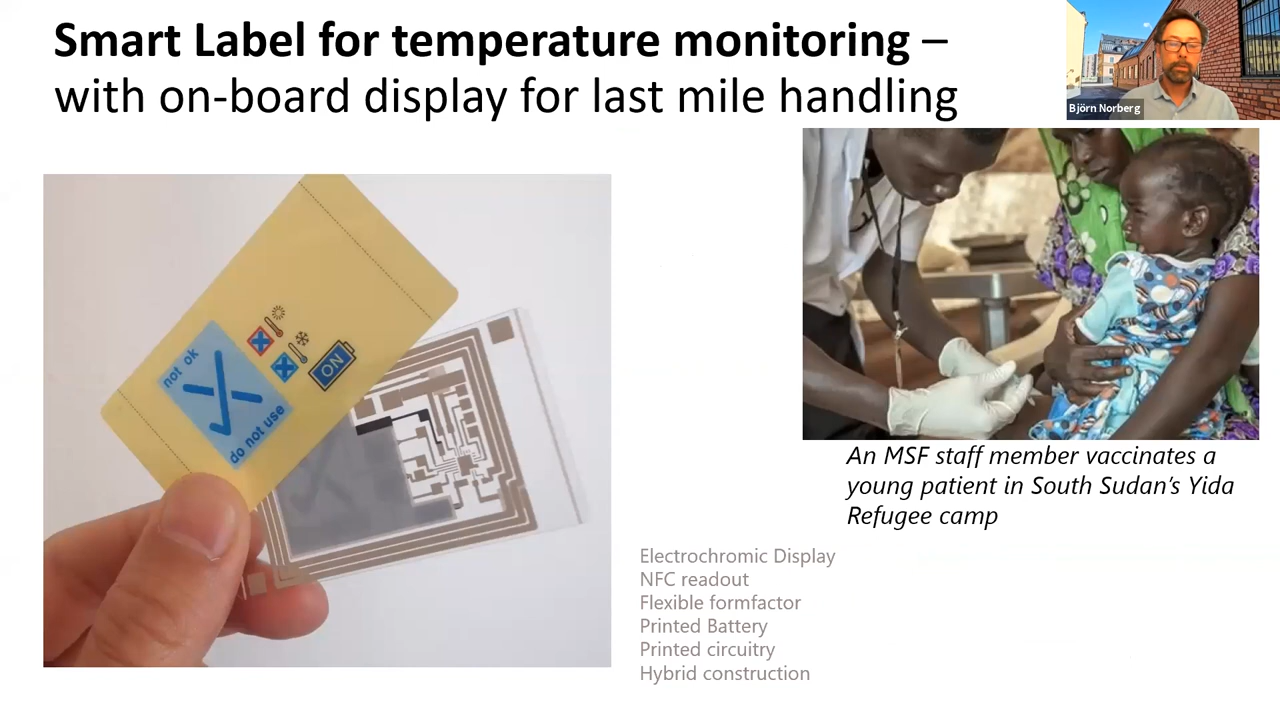 Smart Label for temperature monitoring –
with on-board display for last mile handling
Björn Norberg
not ok
do not use
ON
An MSF staff member vaccinates a
young patient in South Sudan’s Yida
Refugee camp
Electrochromic Display
NFC readout
Flexible formfactor
Printed Battery
Printed circuitry
Hybrid construction